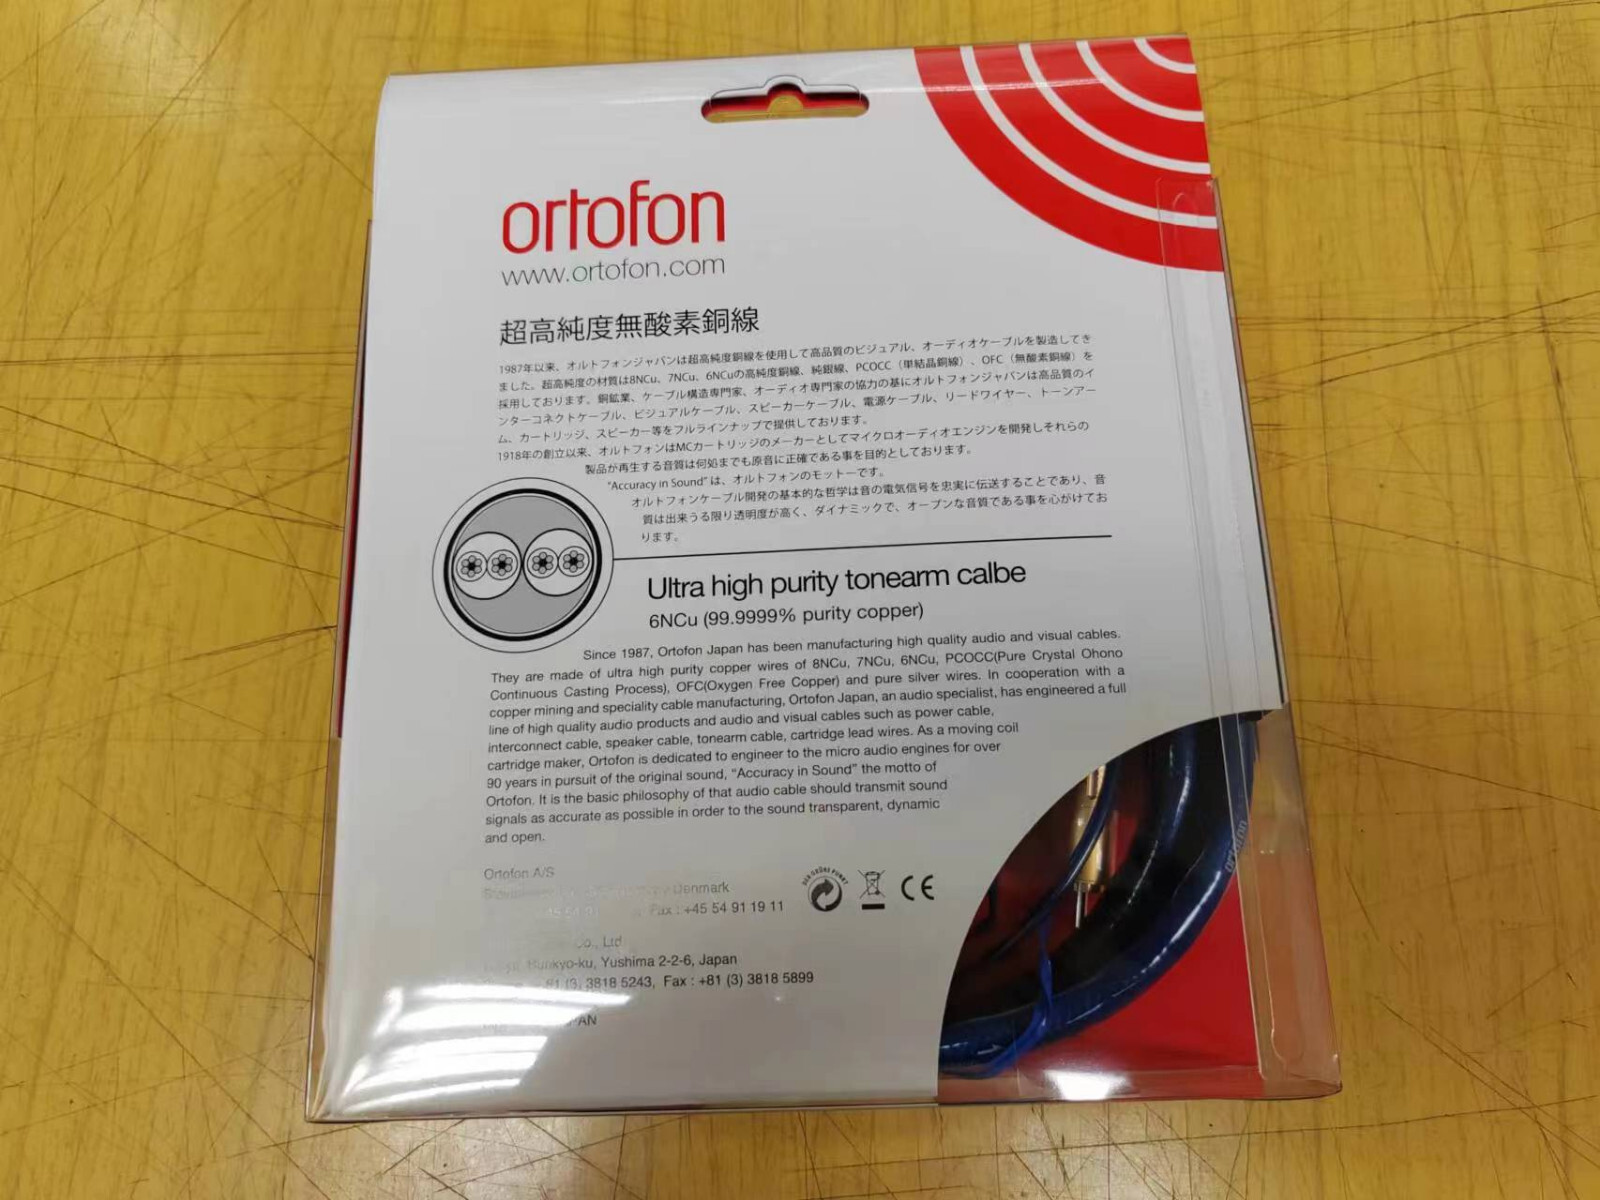 ortofon
www.ortofon.com
超高純度無酸素銅線
1987年以来、オルトフォンジャパンは超高純度銅線を使用して高品質のビジュアル、オーディオケーブルを製造してき
ました。超高純度の材質は8NCu、7NCu、6NCuの高純度銅線、純銀線、PCOCC（単結晶銅線）、OFC（無酸素銅線）を
採用しております。銅鉱業、ケーブル構造専門家、オーディオ専門家の協力の基にオルトフォンジャパンは高品質のイ
ンターコネクトケーブル、ビジュアルケーブル、スピーカーケーブル、電源ケーブル、リードワイヤー、トーンアー
ム、カートリッジ、スピーカー等をフルラインナップで提供しております。
1918年の創立以来、オルトフォンはMCカートリッジのメーカーとしてマイクロオーディオエンジンを開発しそれらの
製品が再生する音質は何処までも原音に正確である事を目的としております。
"Accuracy in Sound" は、オルトフォンのモットーです。
オルトフォンケーブル開発の基本的な哲学は音の電気信号を忠実に伝送することであり、音
質は出来うる限り透明度が高く、ダイナミックで、オープンな音質である事を心がけてお
ります。
Ultra high purity tonearm calbe
6NCu (99.9999% purity copper)
Since 1987, Ortofon Japan has been manufacturing high quality audio and visual cables.
They are made of ultra high purity copper wires of 8NCu, 7NCu, 6NCu, PCOCC(Pure Crystal Ohono
Continuous Casting Process), OFC(Oxygen Free Copper) and pure silver wires. In cooperation with a
copper mining and speciality cable manufacturing, Ortofon Japan, an audio specialist, has engineered a full
line of high quality audio products and audio and visual cables such as power cable,
interconnect cable, speaker cable, tonearm cable, cartridge lead wires. As a moving coil
cartridge maker, Ortofon is dedicated to engineer to the micro audio engines for over
90 years in pursuit of the original sound, "Accuracy in Sound" the motto of
Ortofon. It is the basic philosophy of that audio cable should transmit sound
signals as accurate as possible in order to the sound transparent, dynamic
and open.
Ortofon A/S
Denmark
Fax : +45 54 91 19 11
DER GRÜNE PUNKT
CE
Co., Ltd
Bunkyo-ku, Yushima 2-2-6, Japan
+81 (3) 3818 5243, Fax : +81 (3) 3818 5899
ortofon